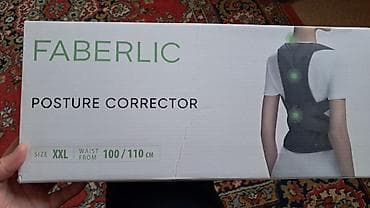 FABERLIC
POSTURE CORRECTOR
SIZE XXL WAIST FROM 100/110 CM